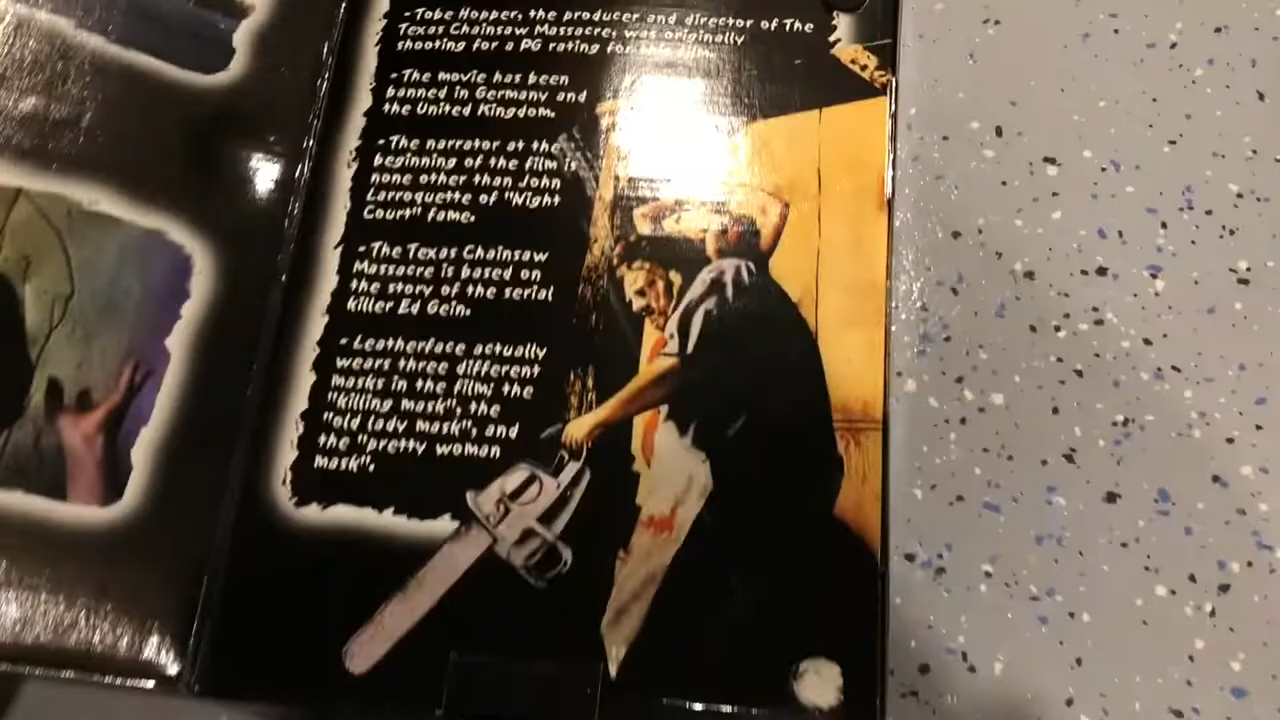 - Tobe Hopper, the producer and director of The
Texas Chainsaw Massacre, was originally
shooting for a PG rating for this film.
- The movie has been
banned in Germany and
the United Kingdom.
- The narrator at the
beginning of the film is
none other than John
Larroquette of "Night
Court" fame.
- The Texas Chainsaw
Massacre is based on
the story of the serial
killer Ed Gein.
- Leatherface actually
wears three different
masks in the film; the
"killing mask", the
"old lady mask", and
the "pretty woman
mask".